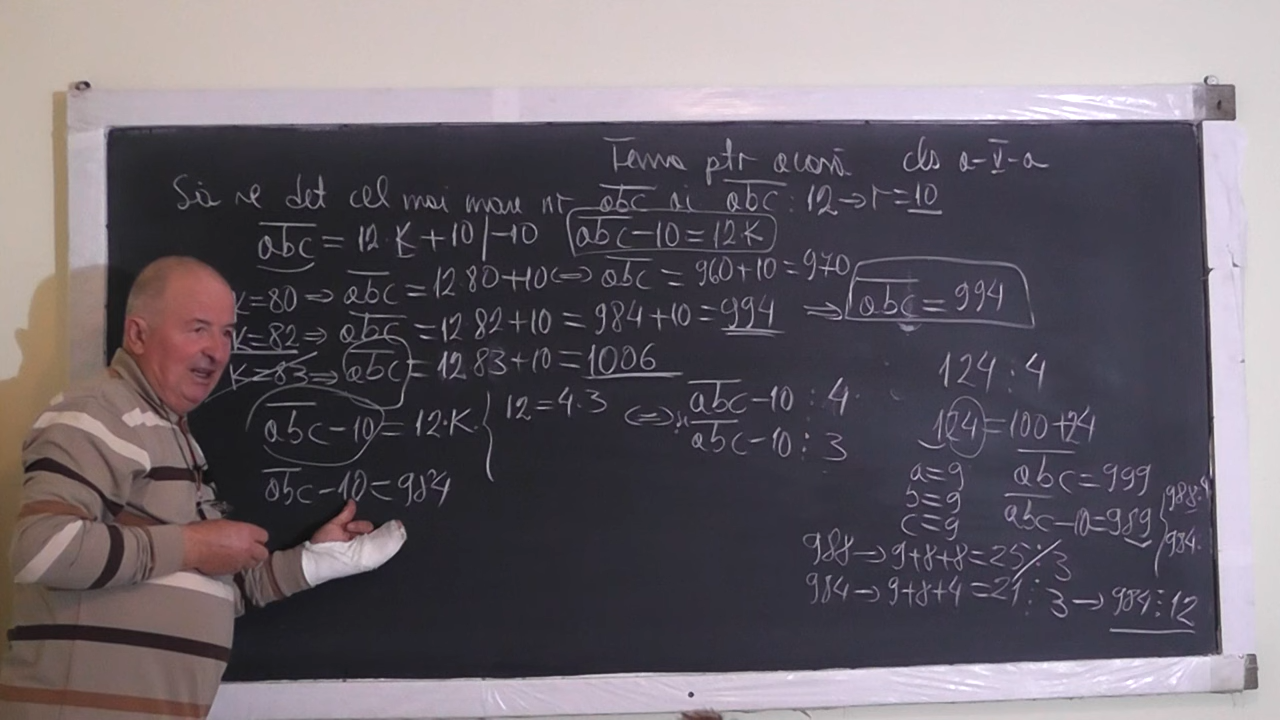 Tema ptr acasă cls a-V-a
Să se det cel mai mare nr abc ai abc : 12 → r = 10
abc = 12·K + 10 | -10 abc - 10 = 12·K
K = 80 ⇒ abc = 12·80 + 10 ⇔ abc = 960 + 10 = 970
K = 82 ⇒ abc = 12·82 + 10 = 984 + 10 = 994 ⇒ abc = 994
K = 83 ⇒ abc = 12·83 + 10 = 1006
abc - 10 = 12·K
12 = 4·3 ⇔ abc - 10 ⋮ 4
abc - 10 ⋮ 3
abc - 10 = 984
124 : 4
124 = 100 + 24
a = 9 abc = 999
b = 9 abc - 10 = 989
c = 9
988 ⋮ 4
984
988 → 9+8+8 = 25 ⋮̸ 3
984 → 9+8+4 = 21 ⋮ 3 → 984 ⋮ 12